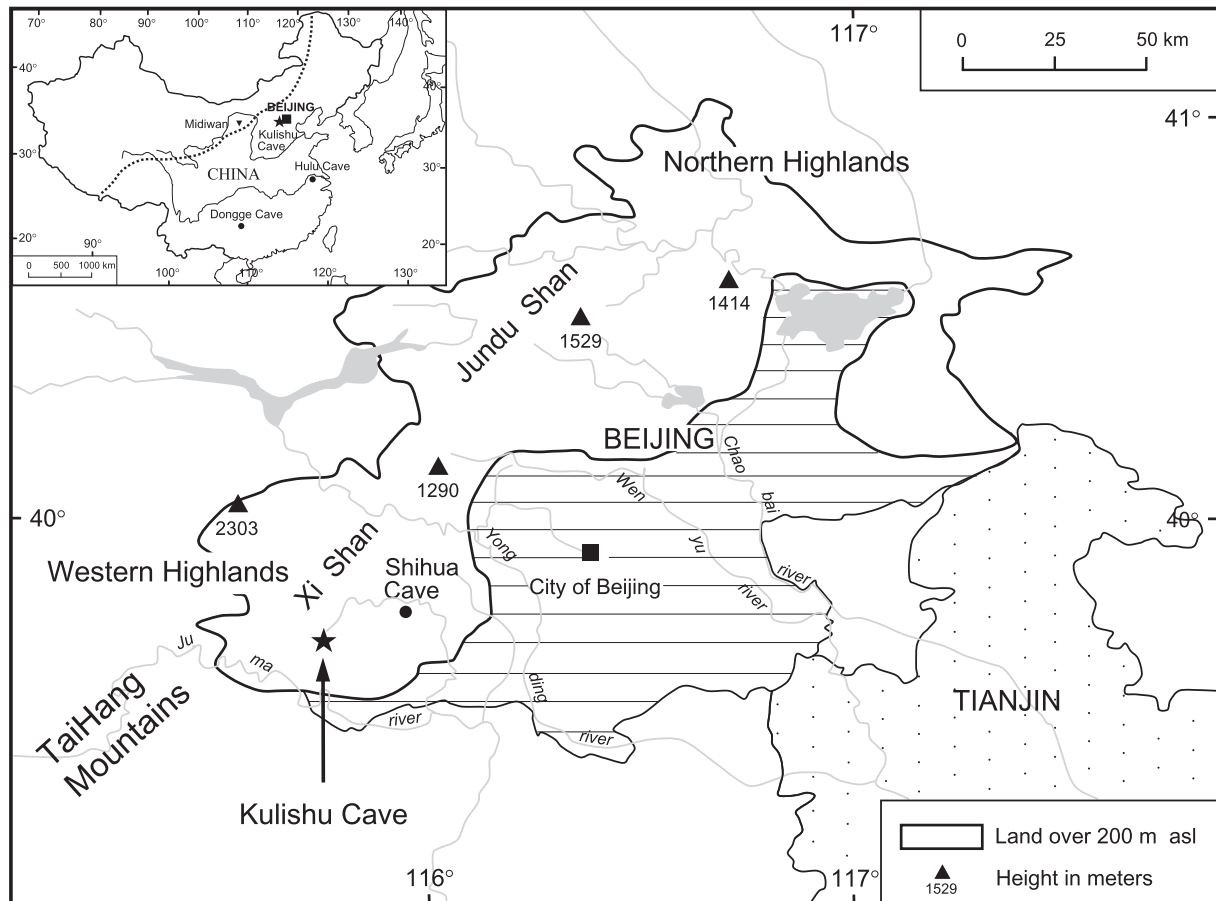 70° 80° 90° 100° 110° 120° 130° 140°
40°
40°
BEIJING
Midiwan
Kulishu
Cave
30°
30°
Hulu Cave
CHINA
Dongge Cave
20°
20°
90°
0 500 1000 km
100° 110° 120° 130°
117°
0 25 50 km
41°
Northern Highlands
Jundu Shan
1414
1529
BEIJING
Chao
bai
river
1290
2303
Wen
yu
river
40°
40°
Yong
ding
river
Western Highlands
Xi Shan
Shihua
Cave
City of Beijing
Ju
ma
river
TaiHang
Mountains
TIANJIN
Kulishu Cave
116°
117°
Land over 200 m asl
1529
Height in meters